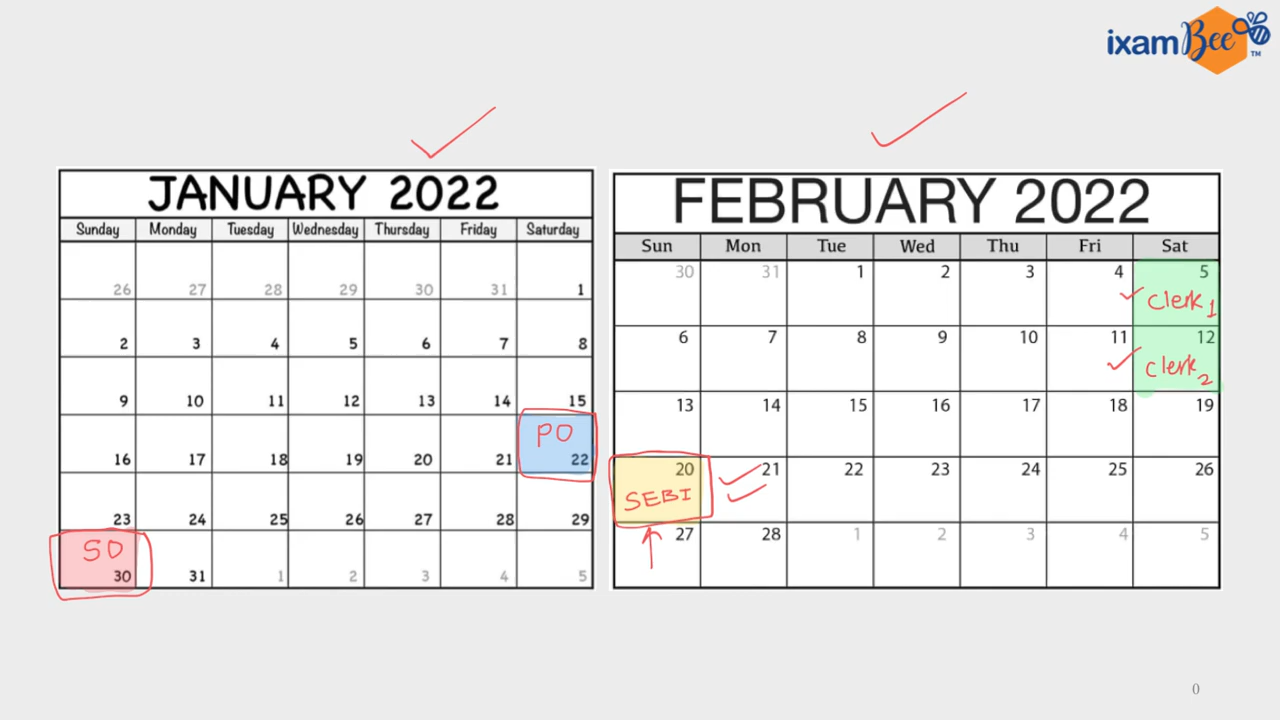 ixamBee™
JANUARY 2022
Sunday Monday Tuesday Wednesday Thursday Friday Saturday
26 27 28 29 30 31 1
2 3 4 5 6 7 8
9 10 11 12 13 14 15
PO
16 17 18 19 20 21 22
23 24 25 26 27 28 29
SO
30 31 1 2 3 4 5
FEBRUARY 2022
Sun Mon Tue Wed Thu Fri Sat
30 31 1 2 3 4 5
Clerk 1
6 7 8 9 10 11 12
Clerk 2
13 14 15 16 17 18 19
20 21 22 23 24 25 26
SEBI
27 28 1 2 3 4 5
0